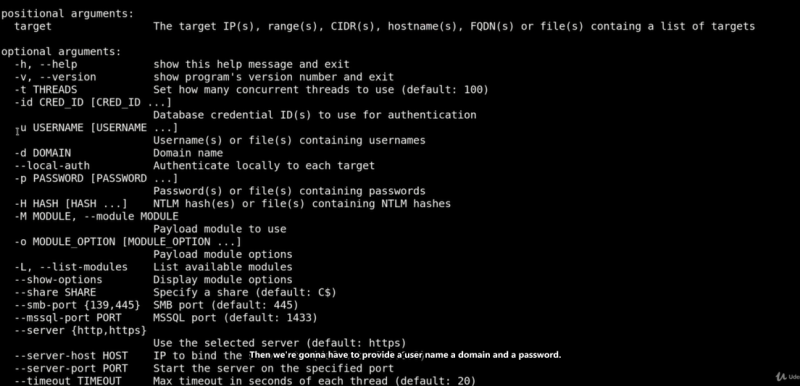 positional arguments:
target The target IP(s), range(s), CIDR(s), hostname(s), FQDN(s) or file(s) containg a list of targets
optional arguments:
-h, --help show this help message and exit
-v, --version show program's version number and exit
-t THREADS Set how many concurrent threads to use (default: 100)
-id CRED_ID [CRED_ID ...]
Database credential ID(s) to use for authentication
-u USERNAME [USERNAME ...]
Username(s) or file(s) containing usernames
-d DOMAIN Domain name
--local-auth Authenticate locally to each target
-p PASSWORD [PASSWORD ...]
Password(s) or file(s) containing passwords
-H HASH [HASH ...] NTLM hash(es) or file(s) containing NTLM hashes
-M MODULE, --module MODULE
Payload module to use
-o MODULE_OPTION [MODULE_OPTION ...]
Payload module options
-L, --list-modules List available modules
--show-options Display module options
--share SHARE Specify a share (default: C$)
--smb-port {139,445} SMB port (default: 445)
--mssql-port PORT MSSQL port (default: 1433)
--server {http,https}
Use the selected server (default: https)
--server-host HOST IP to bind the
Then we're gonna have to provide a user name a domain and a password.
--server-port PORT Start the server on the specified port
--timeout TIMEOUT Max timeout in seconds of each thread (default: 20)